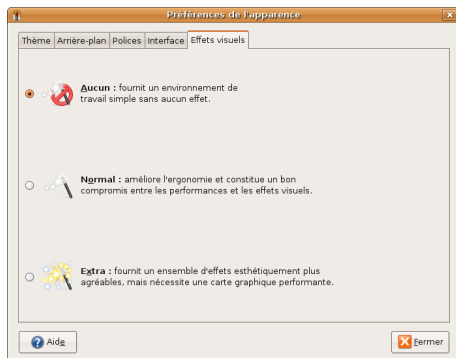 Préférences de l'apparence
Thème Arrière-plan Polices Interface Effets visuels
Aucun : fournit un environnement de
travail simple sans aucun effet.
Normal : améliore l'ergonomie et constitue un bon
compromis entre les performances et les effets visuels.
Extra : fournit un ensemble d'effets esthétiquement plus
agréables, mais nécessite une carte graphique performante.
Aide Fermer